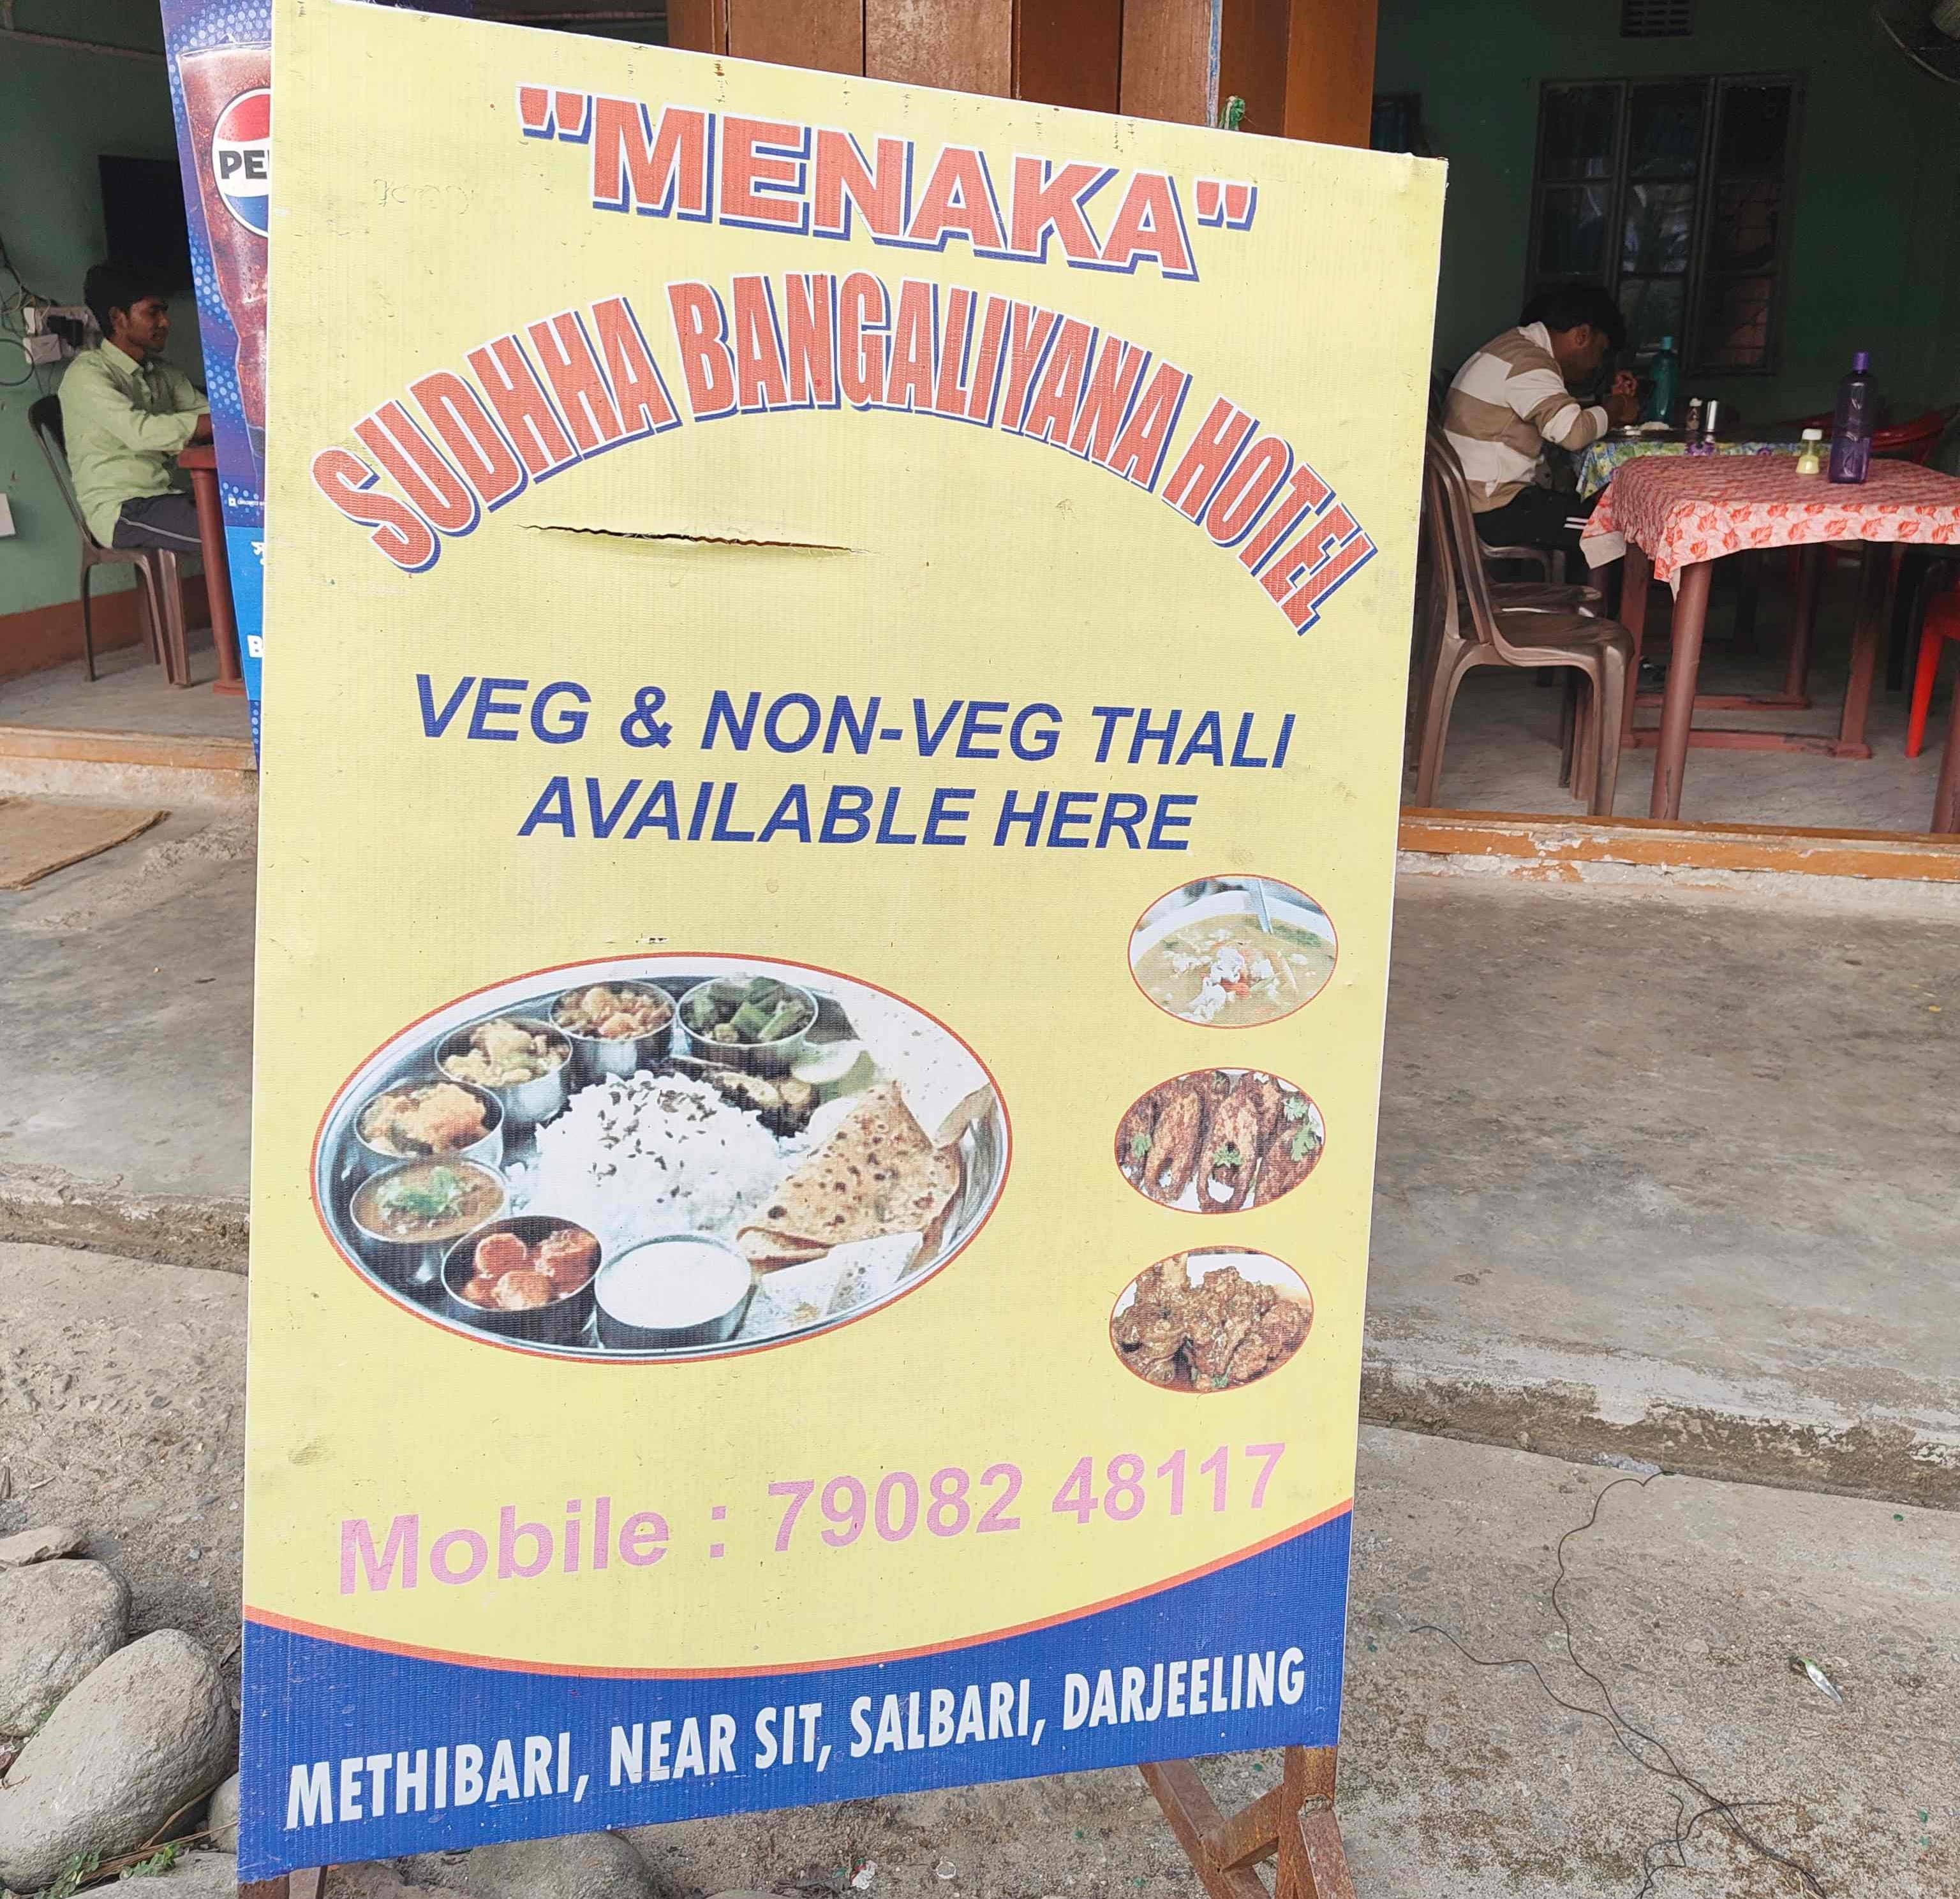 "MENAKA"
SUDHHA BANGALIYANA HOTEL
VEG & NON-VEG THALI
AVAILABLE HERE
Mobile : 79082 48117
METHIBARI, NEAR SIT, SALBARI, DARJEELING